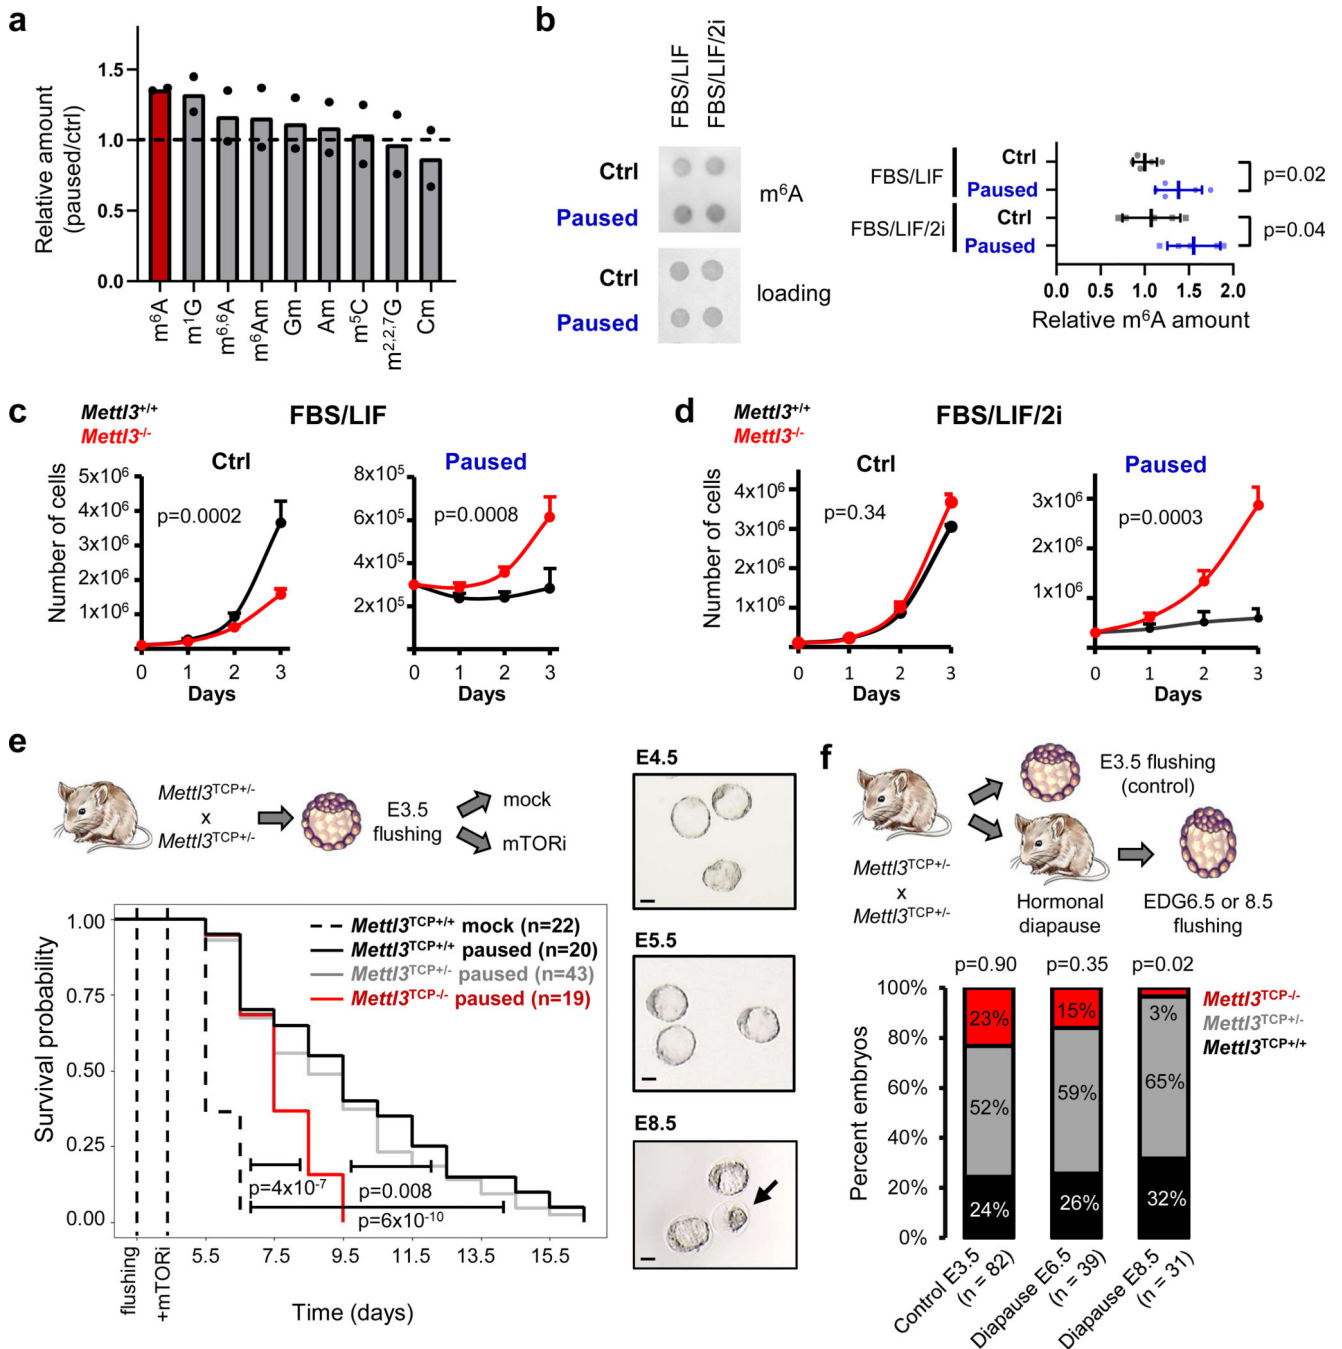 a
Relative amount
(paused/ctrl)
1.5
1.0
0.5
0.0
m⁶A
m¹G
m⁶,⁶A
m⁶Am
Gm
Am
m⁵C
m²,²,⁷G
Cm
b
FBS/LIF
FBS/LIF/2i
Ctrl
Paused
m⁶A
Ctrl
Paused
loading
FBS/LIF
Ctrl
Paused
p=0.02
FBS/LIF/2i
Ctrl
Paused
p=0.04
0.0 0.5 1.0 1.5 2.0
Relative m⁶A amount
c
Mettl3+/+
Mettl3-/-
FBS/LIF
Ctrl
Number of cells
5x10⁶
4x10⁶
3x10⁶
2x10⁶
1x10⁶
p=0.0002
0 1 2 3
Days
Paused
8x10⁵
6x10⁵
4x10⁵
2x10⁵
p=0.0008
0 1 2 3
Days
d
Mettl3+/+
Mettl3-/-
FBS/LIF/2i
Ctrl
Number of cells
4x10⁶
3x10⁶
2x10⁶
1x10⁶
p=0.34
0 1 2 3
Days
Paused
3x10⁶
2x10⁶
1x10⁶
p=0.0003
0 1 2 3
Days
e
Mettl3TCP+/-
x
Mettl3TCP+/-
E3.5
flushing
mock
mTORi
Survival probability
1.00
0.75
0.50
0.25
0.00
Mettl3TCP+/+ mock (n=22)
Mettl3TCP+/+ paused (n=20)
Mettl3TCP+/- paused (n=43)
Mettl3TCP-/- paused (n=19)
p=4x10⁻⁷
p=0.008
p=6x10⁻¹⁰
flushing
+mTORi
5.5 7.5 9.5 11.5 13.5 15.5
Time (days)
E4.5
E5.5
E8.5
f
E3.5 flushing
(control)
Mettl3TCP+/-
x
Mettl3TCP+/-
Hormonal
diapause
EDG6.5 or 8.5
flushing
p=0.90 p=0.35 p=0.02
Percent embryos
100%
80%
60%
40%
20%
0%
23%
52%
24%
15%
59%
26%
3%
65%
32%
Mettl3TCP-/-
Mettl3TCP+/-
Mettl3TCP+/+
Control E3.5
(n = 82)
Diapause E6.5
(n = 39)
Diapause E8.5
(n = 31)